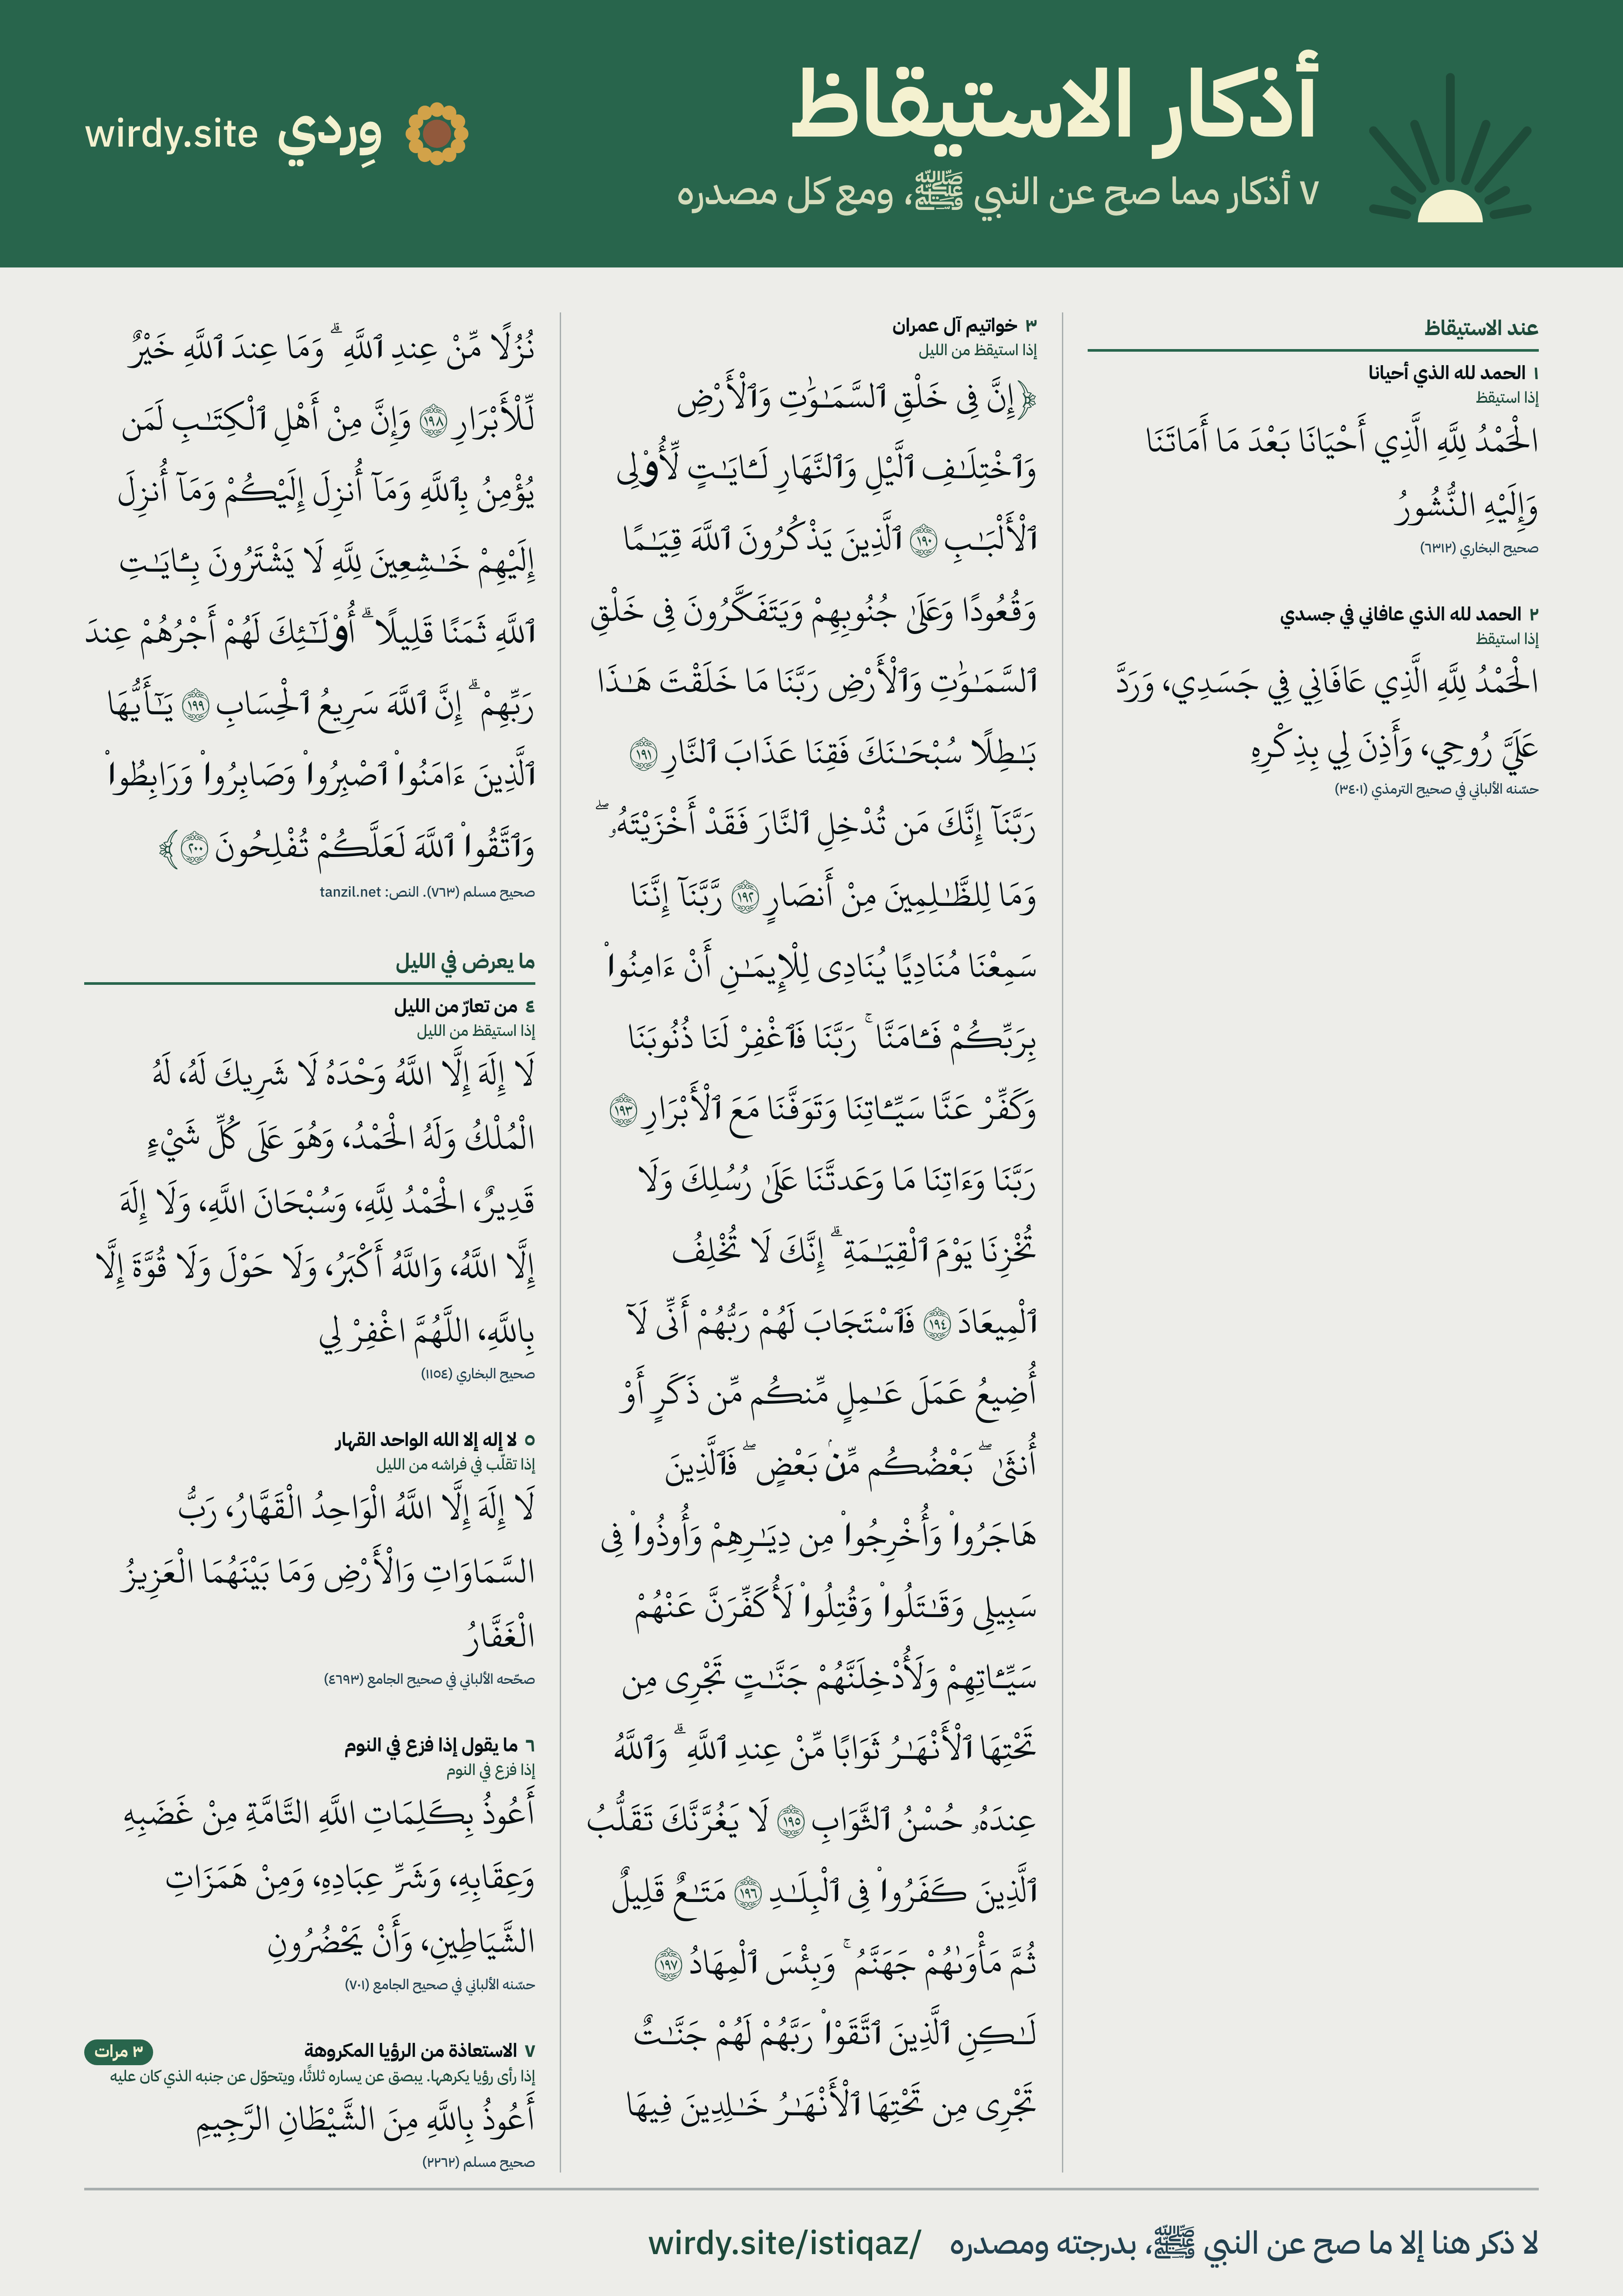 أذكار الاستيقاظ
٧ أذكار مما صح عن النبي ﷺ، ومع كل مصدره
وِردي wirdy.site
عند الاستيقاظ
١ الحمد لله الذي أحيانا
إذا استيقظ
الْحَمْدُ لِلَّهِ الَّذِي أَحْيَانَا بَعْدَ مَا أَمَاتَنَا
وَإِلَيْهِ النُّشُورُ
صحيح البخاري (٦٣١٢)
٢ الحمد لله الذي عافاني في جسدي
إذا استيقظ
الْحَمْدُ لِلَّهِ الَّذِي عَافَانِي فِي جَسَدِي، وَرَدَّ
عَلَيَّ رُوحِي، وَأَذِنَ لِي بِذِكْرِهِ
حسّنه الألباني في صحيح الترمذي (٣٤٠١)
٣ خواتيم آل عمران
إذا استيقظ من الليل
﴿إِنَّ فِى خَلْقِ ٱلسَّمَـٰوَٰتِ وَٱلْأَرْضِ
وَٱخْتِلَـٰفِ ٱلَّيْلِ وَٱلنَّهَارِ لَـَٔايَـٰتٍ لِّأُو۟لِى
ٱلْأَلْبَـٰبِ ١٩٠ ٱلَّذِينَ يَذْكُرُونَ ٱللَّهَ قِيَـٰمًا
وَقُعُودًا وَعَلَىٰ جُنُوبِهِمْ وَيَتَفَكَّرُونَ فِى خَلْقِ
ٱلسَّمَـٰوَٰتِ وَٱلْأَرْضِ رَبَّنَا مَا خَلَقْتَ هَـٰذَا
بَـٰطِلًا سُبْحَـٰنَكَ فَقِنَا عَذَابَ ٱلنَّارِ ١٩١
رَبَّنَآ إِنَّكَ مَن تُدْخِلِ ٱلنَّارَ فَقَدْ أَخْزَيْتَهُۥ ۖ
وَمَا لِلظَّـٰلِمِينَ مِنْ أَنصَارٍ ١٩٢ رَّبَّنَآ إِنَّنَا
سَمِعْنَا مُنَادِيًا يُنَادِى لِلْإِيمَـٰنِ أَنْ ءَامِنُوا۟
بِرَبِّكُمْ فَـَٔامَنَّا ۚ رَبَّنَا فَٱغْفِرْ لَنَا ذُنُوبَنَا
وَكَفِّرْ عَنَّا سَيِّـَٔاتِنَا وَتَوَفَّنَا مَعَ ٱلْأَبْرَارِ ١٩٣
رَبَّنَا وَءَاتِنَا مَا وَعَدتَّنَا عَلَىٰ رُسُلِكَ وَلَا
تُخْزِنَا يَوْمَ ٱلْقِيَـٰمَةِ ۗ إِنَّكَ لَا تُخْلِفُ
ٱلْمِيعَادَ ١٩٤ فَٱسْتَجَابَ لَهُمْ رَبُّهُمْ أَنِّى لَآ
أُضِيعُ عَمَلَ عَـٰمِلٍ مِّنكُم مِّن ذَكَرٍ أَوْ
أُنثَىٰ ۖ بَعْضُكُم مِّنۢ بَعْضٍ ۖ فَٱلَّذِينَ
هَاجَرُوا۟ وَأُخْرِجُوا۟ مِن دِيَـٰرِهِمْ وَأُوذُوا۟ فِى
سَبِيلِى وَقَـٰتَلُوا۟ وَقُتِلُوا۟ لَأُكَفِّرَنَّ عَنْهُمْ
سَيِّـَٔاتِهِمْ وَلَأُدْخِلَنَّهُمْ جَنَّـٰتٍ تَجْرِى مِن
تَحْتِهَا ٱلْأَنْهَـٰرُ ثَوَابًا مِّنْ عِندِ ٱللَّهِ ۗ وَٱللَّهُ
عِندَهُۥ حُسْنُ ٱلثَّوَابِ ١٩٥ لَا يَغُرَّنَّكَ تَقَلُّبُ
ٱلَّذِينَ كَفَرُوا۟ فِى ٱلْبِلَـٰدِ ١٩٦ مَتَـٰعٌ قَلِيلٌ
ثُمَّ مَأْوَىٰهُمْ جَهَنَّمُ ۚ وَبِئْسَ ٱلْمِهَادُ ١٩٧
لَـٰكِنِ ٱلَّذِينَ ٱتَّقَوْا۟ رَبَّهُمْ لَهُمْ جَنَّـٰتٌ
تَجْرِى مِن تَحْتِهَا ٱلْأَنْهَـٰرُ خَـٰلِدِينَ فِيهَا
نُزُلًا مِّنْ عِندِ ٱللَّهِ ۗ وَمَا عِندَ ٱللَّهِ خَيْرٌ
لِّلْأَبْرَارِ ١٩٨ وَإِنَّ مِنْ أَهْلِ ٱلْكِتَـٰبِ لَمَن
يُؤْمِنُ بِٱللَّهِ وَمَآ أُنزِلَ إِلَيْكُمْ وَمَآ أُنزِلَ
إِلَيْهِمْ خَـٰشِعِينَ لِلَّهِ لَا يَشْتَرُونَ بِـَٔايَـٰتِ
ٱللَّهِ ثَمَنًا قَلِيلًا ۗ أُو۟لَـٰٓئِكَ لَهُمْ أَجْرُهُمْ عِندَ
رَبِّهِمْ ۗ إِنَّ ٱللَّهَ سَرِيعُ ٱلْحِسَابِ ١٩٩ يَـٰٓأَيُّهَا
ٱلَّذِينَ ءَامَنُوا۟ ٱصْبِرُوا۟ وَصَابِرُوا۟ وَرَابِطُوا۟
وَٱتَّقُوا۟ ٱللَّهَ لَعَلَّكُمْ تُفْلِحُونَ ٢٠٠﴾
صحيح مسلم (٧٦٣). النص: tanzil.net
ما يعرض في الليل
٤ من تعارّ من الليل
إذا استيقظ من الليل
لَا إِلَهَ إِلَّا اللَّهُ وَحْدَهُ لَا شَرِيكَ لَهُ، لَهُ
الْمُلْكُ وَلَهُ الْحَمْدُ، وَهُوَ عَلَى كُلِّ شَيْءٍ
قَدِيرٌ، الْحَمْدُ لِلَّهِ، وَسُبْحَانَ اللَّهِ، وَلَا إِلَهَ
إِلَّا اللَّهُ، وَاللَّهُ أَكْبَرُ، وَلَا حَوْلَ وَلَا قُوَّةَ إِلَّا
بِاللَّهِ، اللَّهُمَّ اغْفِرْ لِي
صحيح البخاري (١١٥٤)
٥ لا إله إلا الله الواحد القهار
إذا تقلّب في فراشه من الليل
لَا إِلَهَ إِلَّا اللَّهُ الْوَاحِدُ الْقَهَّارُ، رَبُّ
السَّمَاوَاتِ وَالْأَرْضِ وَمَا بَيْنَهُمَا الْعَزِيزُ
الْغَفَّارُ
صحّحه الألباني في صحيح الجامع (٤٦٩٣)
٦ ما يقول إذا فزع في النوم
إذا فزع في النوم
أَعُوذُ بِكَلِمَاتِ اللَّهِ التَّامَّةِ مِنْ غَضَبِهِ
وَعِقَابِهِ، وَشَرِّ عِبَادِهِ، وَمِنْ هَمَزَاتِ
الشَّيَاطِينِ، وَأَنْ يَحْضُرُونِ
حسّنه الألباني في صحيح الجامع (٧٠١)
٧ الاستعاذة من الرؤيا المكروهة ٣ مرات
إذا رأى رؤيا يكرهها. يبصق عن يساره ثلاثًا، ويتحوّل عن جنبه الذي كان عليه
أَعُوذُ بِاللَّهِ مِنَ الشَّيْطَانِ الرَّجِيمِ
صحيح مسلم (٢٢٦٢)
لا ذكر هنا إلا ما صح عن النبي ﷺ، بدرجته ومصدره wirdy.site/istiqaz/